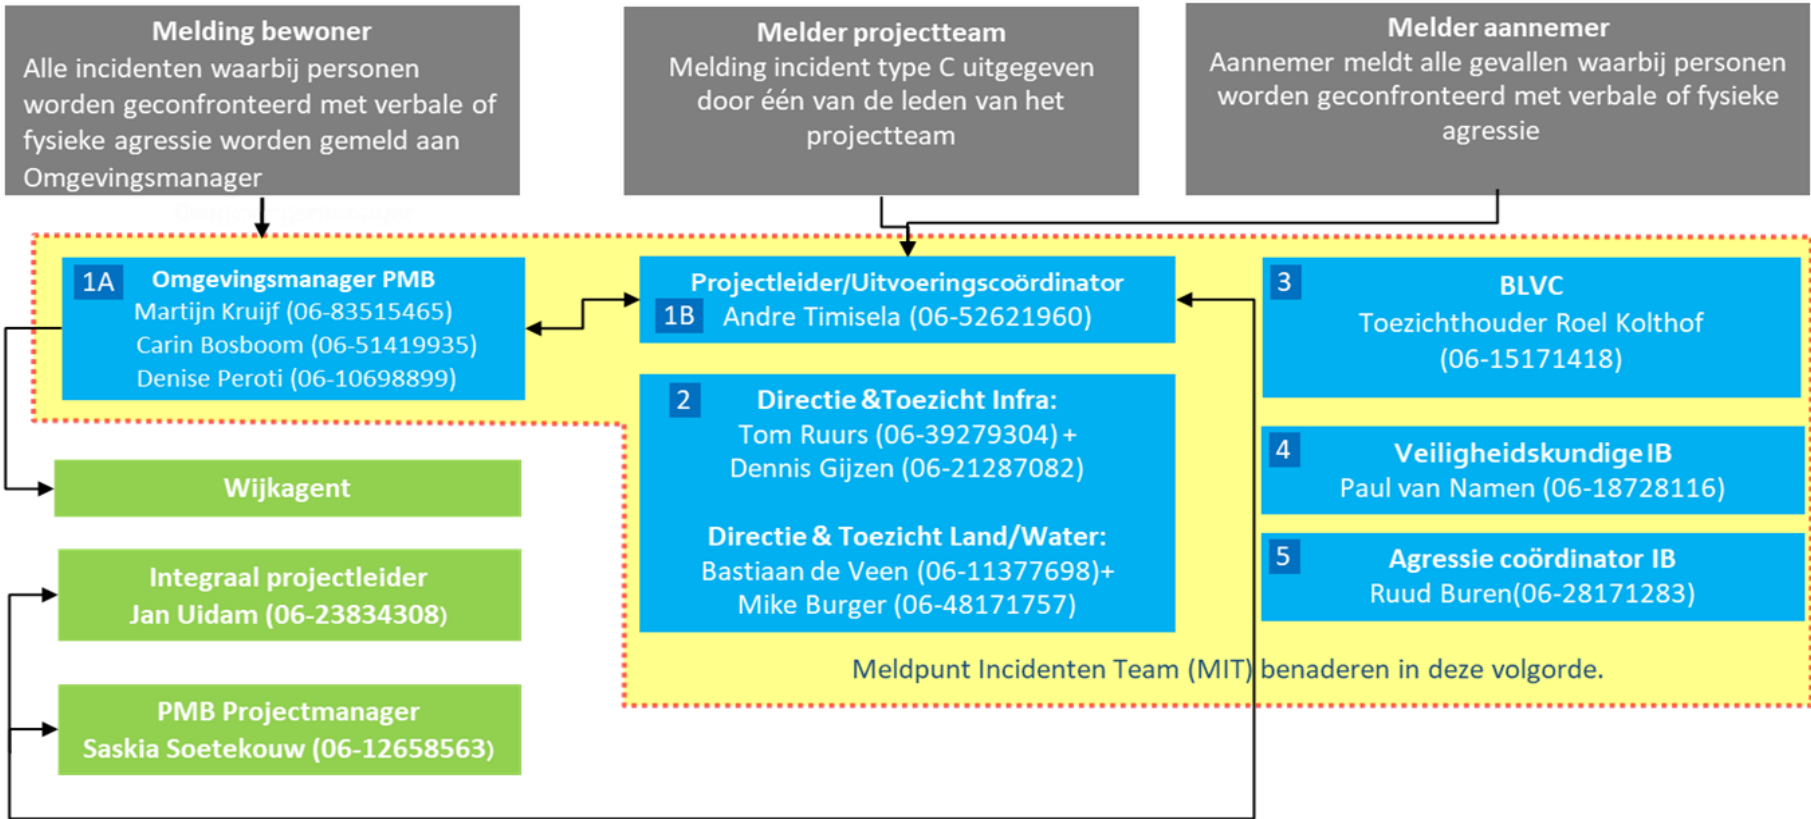 Melding bewoner
Alle incidenten waarbij personen
worden geconfronteerd met verbale of
fysieke agressie worden gemeld aan
Omgevingsmanager
Melder projectteam
Melding incident type C uitgegeven
door één van de leden van het
projectteam
Melder aannemer
Aannemer meldt alle gevallen waarbij personen
worden geconfronteerd met verbale of fysieke
agressie
1A
Omgevingsmanager PMB
Martijn Kruijf (06-83515465)
Carin Bosboom (06-51419935)
Denise Peroti (06-10698899)
Projectleider/Uitvoeringscoördinator
1B Andre Timisela (06-52621960)
2
Directie &Toezicht Infra:
Tom Ruurs (06-39279304) +
Dennis Gijzen (06-21287082)
Directie & Toezicht Land/Water:
Bastiaan de Veen (06-11377698)+
Mike Burger (06-48171757)
3
BLVC
Toezichthouder Roel Kolthof
(06-15171418)
4
Veiligheidskundige IB
Paul van Namen (06-18728116)
5
Agressie coördinator IB
Ruud Buren(06-28171283)
Meldpunt Incidenten Team (MIT) benaderen in deze volgorde.
Wijkagent
Integraal projectleider
Jan Uidam (06-23834308)
PMB Projectmanager
Saskia Soetekouw (06-12658563)